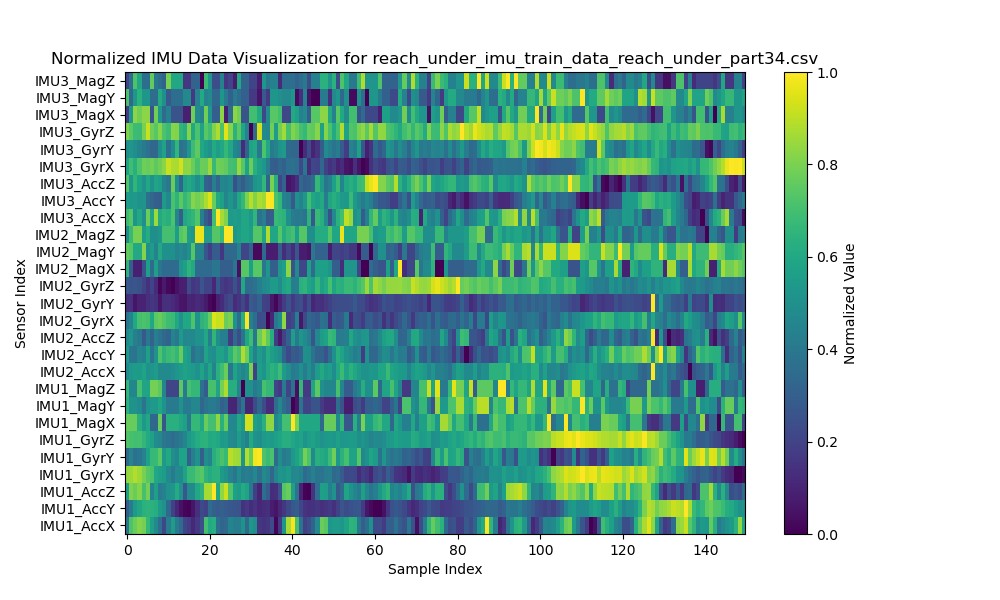 Normalized IMU Data Visualization for reach_under_imu_train_data_reach_under_part34.csv
IMU3_MagZ
IMU3_MagY
IMU3_MagX
IMU3_GyrZ
IMU3_GyrY
IMU3_GyrX
IMU3_AccZ
IMU3_AccY
IMU3_AccX
IMU2_MagZ
IMU2_MagY
IMU2_MagX
IMU2_GyrZ
IMU2_GyrY
IMU2_GyrX
IMU2_AccZ
IMU2_AccY
IMU2_AccX
IMU1_MagZ
IMU1_MagY
IMU1_MagX
IMU1_GyrZ
IMU1_GyrY
IMU1_GyrX
IMU1_AccZ
IMU1_AccY
IMU1_AccX
Sensor Index
0 20 40 60 80 100 120 140
Sample Index
1.0
0.8
0.6
0.4
0.2
0.0
Normalized Value